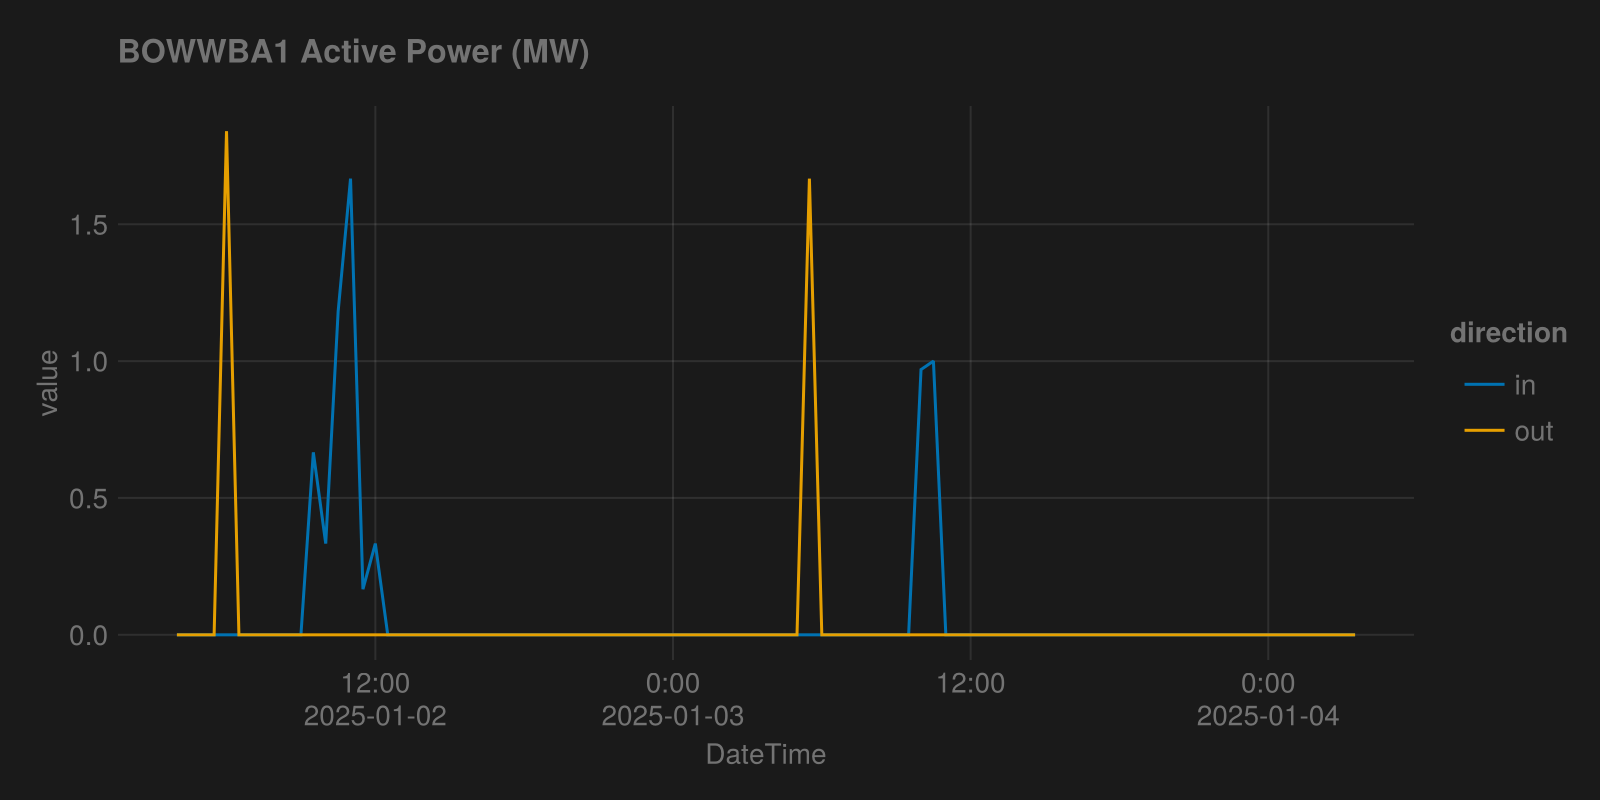 BOWWBA1 Active Power (MW)
1.5
1.0
0.5
0.0
value
12:00
2025-01-02
0:00
2025-01-03
12:00
0:00
2025-01-04
DateTime
direction
in
out